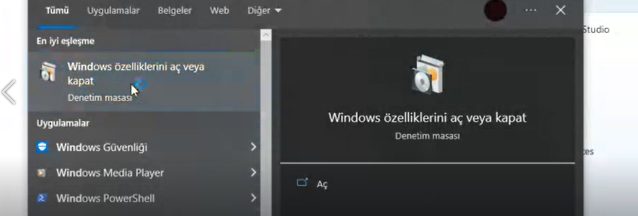 Tümü Uygulamalar Belgeler Web Diğer
En iyi eşleşme
Windows özelliklerini aç veya
kapat
Denetim masası
Uygulamalar
Windows Güvenliği
Windows Media Player
Windows PowerShell
Windows özelliklerini aç veya kapat
Denetim masası
Aç
Studio